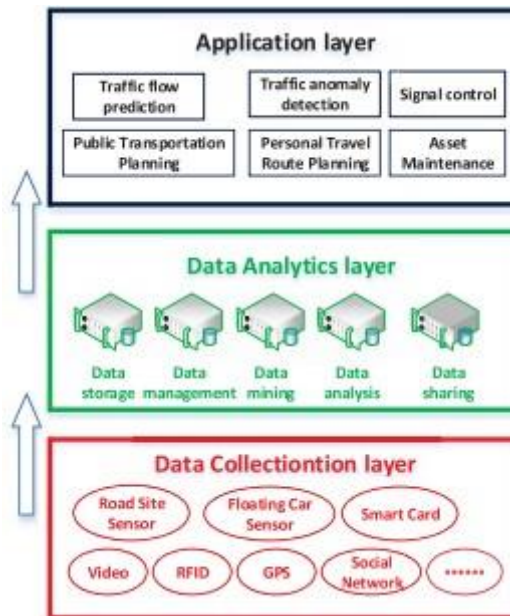 Application layer
Traffic flow
prediction
Traffic anomaly
detection
Signal control
Public Transportation
Planning
Personal Travel
Route Planning
Asset
Maintenance
Data Analytics layer
Data
storage
Data
management
Data
mining
Data
analysis
Data
sharing
Data Collectiontion layer
Road Site
Sensor
Floating Car
Sensor
Smart Card
Video
RFID
GPS
Social
Network
······